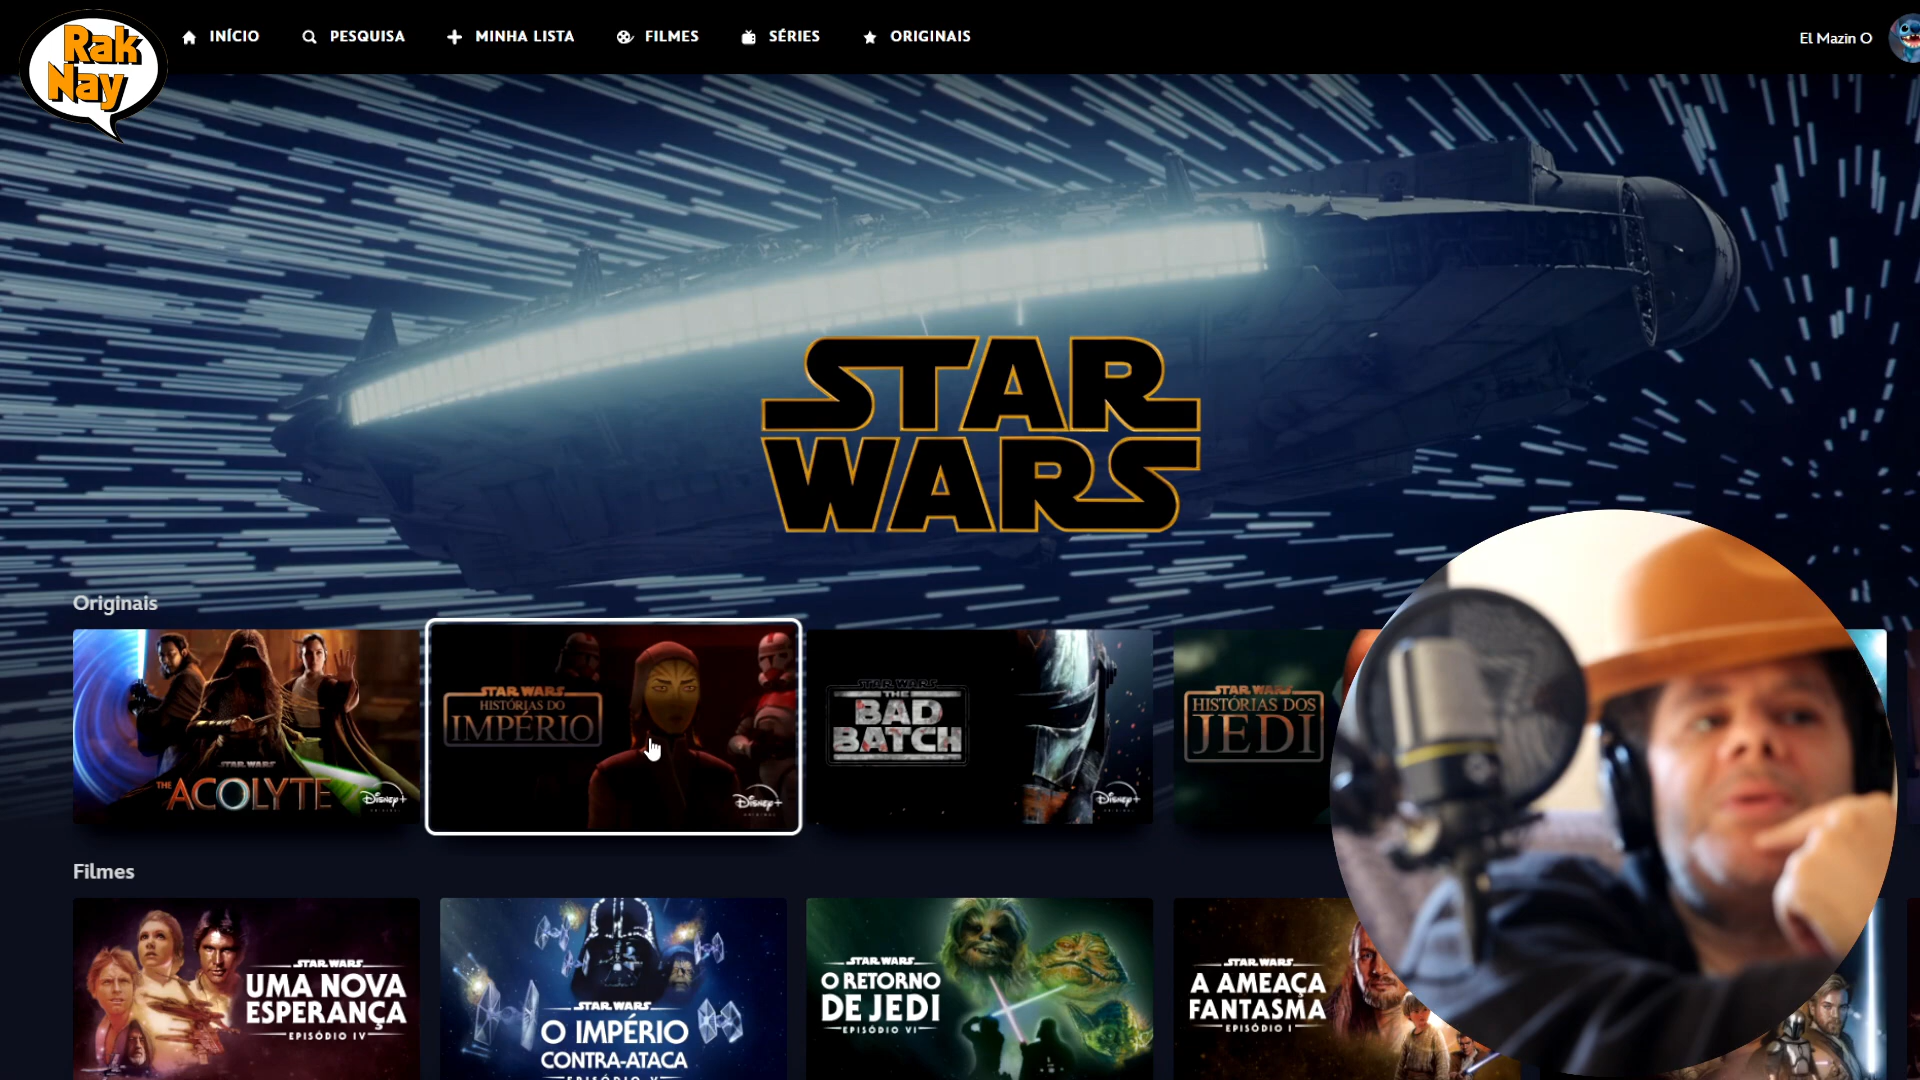 Rak
Nay
INÍCIO
PESQUISA
MINHA LISTA
FILMES
SÉRIES
ORIGINAIS
El Mazin O
STAR
WARS
Originais
STAR WARS
THE ACOLYTE
Disney+
STAR WARS
HISTÓRIAS DO
IMPÉRIO
Disney+
ORIGINAL
STAR WARS
THE
BAD
BATCH
Disney+
STAR WARS
HISTÓRIAS DOS
JEDI
Filmes
STAR WARS
UMA NOVA
ESPERANÇA
EPISÓDIO IV
STAR WARS
O IMPÉRIO
CONTRA-ATACA
EPISÓDIO V
STAR WARS
O RETORNO
DE JEDI
EPISÓDIO VI
STAR WARS
A AMEAÇA
FANTASMA
EPISÓDIO I